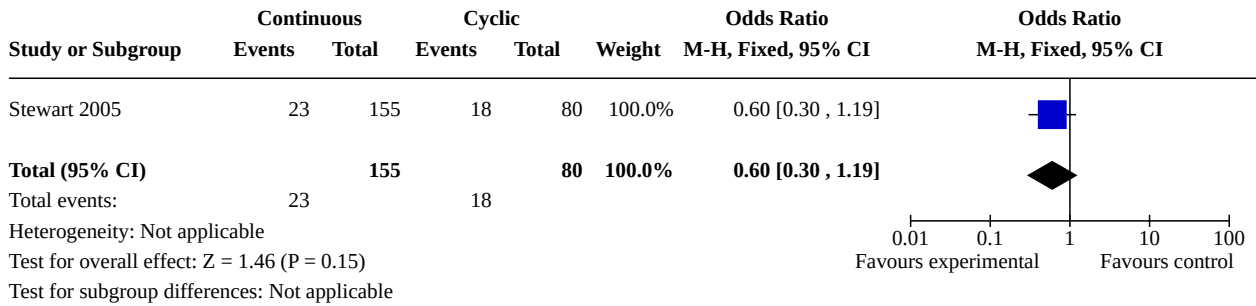 Continuous Cyclic Odds Ratio Odds Ratio
Study or Subgroup Events Total Events Total Weight M-H, Fixed, 95% CI M-H, Fixed, 95% CI
Stewart 2005 23 155 18 80 100.0% 0.60 [0.30 , 1.19]
Total (95% CI) 155 80 100.0% 0.60 [0.30 , 1.19]
Total events: 23 18
Heterogeneity: Not applicable
Test for overall effect: Z = 1.46 (P = 0.15)
Test for subgroup differences: Not applicable
0.01 0.1 1 10 100
Favours experimental Favours control